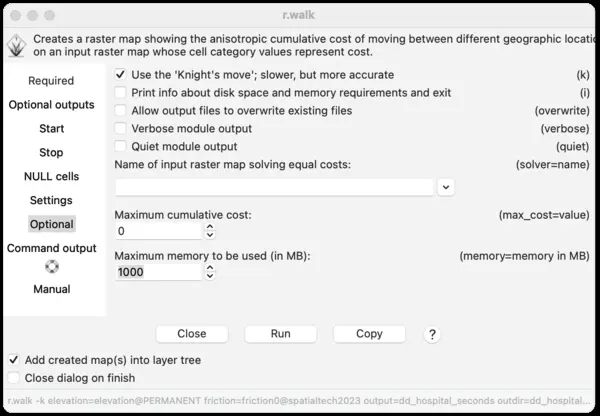 r.walk
Creates a raster map showing the anisotropic cumulative cost of moving between different geographic locatio
on an input raster map whose cell category values represent cost.
Required
Optional outputs
Start
Stop
NULL cells
Settings
Optional
Command output
Manual
Use the 'Knight's move'; slower, but more accurate (k)
Print info about disk space and memory requirements and exit (i)
Allow output files to overwrite existing files (overwrite)
Verbose module output (verbose)
Quiet module output (quiet)
Name of input raster map solving equal costs: (solver=name)
Maximum cumulative cost: (max_cost=value)
0
Maximum memory to be used (in MB): (memory=memory in MB)
1000
Close Run Copy ?
Add created map(s) into layer tree
Close dialog on finish
r.walk -k elevation=elevation@PERMANENT friction=friction0@spatialtech2023 output=dd_hospital_seconds outdir=dd_hospital...